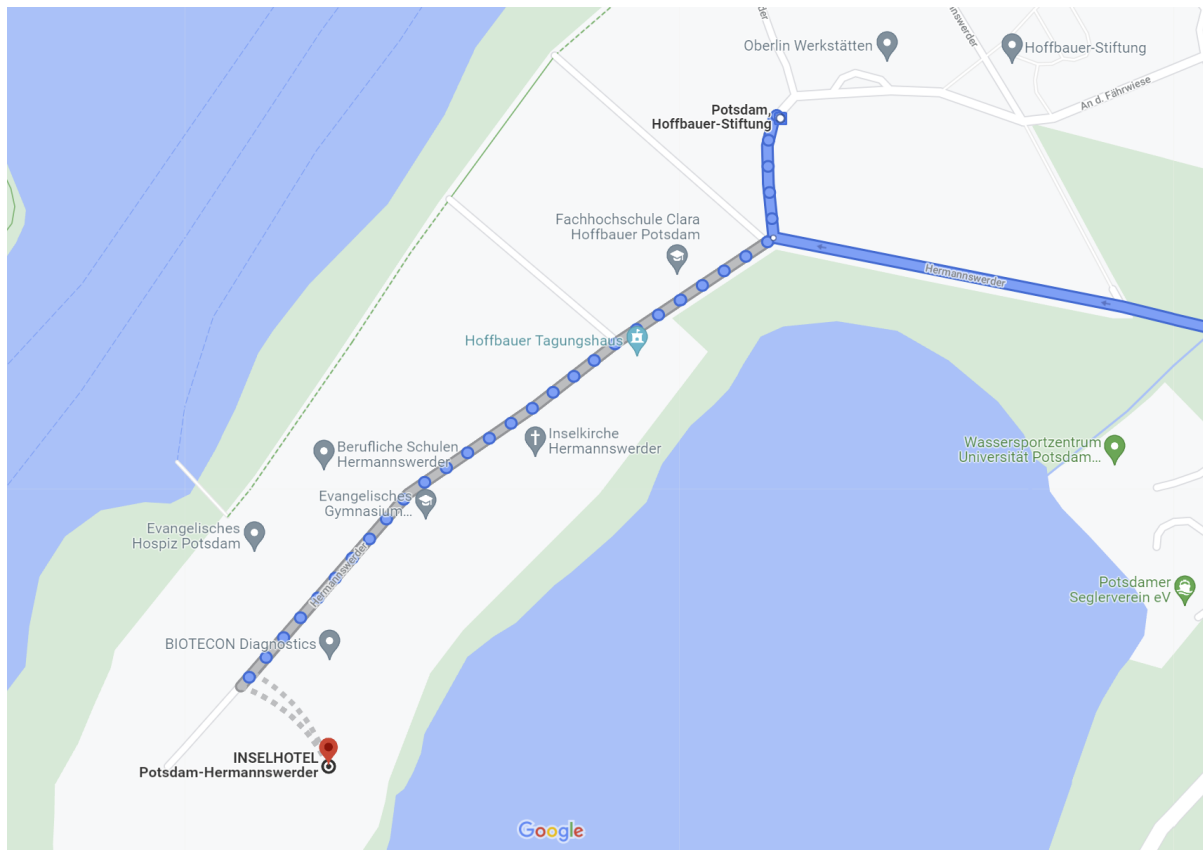 werder
nnswerder
Oberlin Werkstätten
Hoffbauer-Stiftung
An d. Fährwiese
Potsdam,
Hoffbauer-Stiftung
Fachhochschule Clara
Hoffbauer Potsdam
Hermannswerder
Hoffbauer Tagungshaus
Inselkirche
Hermannswerder
Berufliche Schulen
Hermannswerder
Wassersportzentrum
Universität Potsdam...
Evangelisches
Gymnasium...
Evangelisches
Hospiz Potsdam
Hermannswerder
Potsdamer
Seglerverein eV
BIOTECON Diagnostics
INSELHOTEL
Potsdam-Hermannswerder
Google